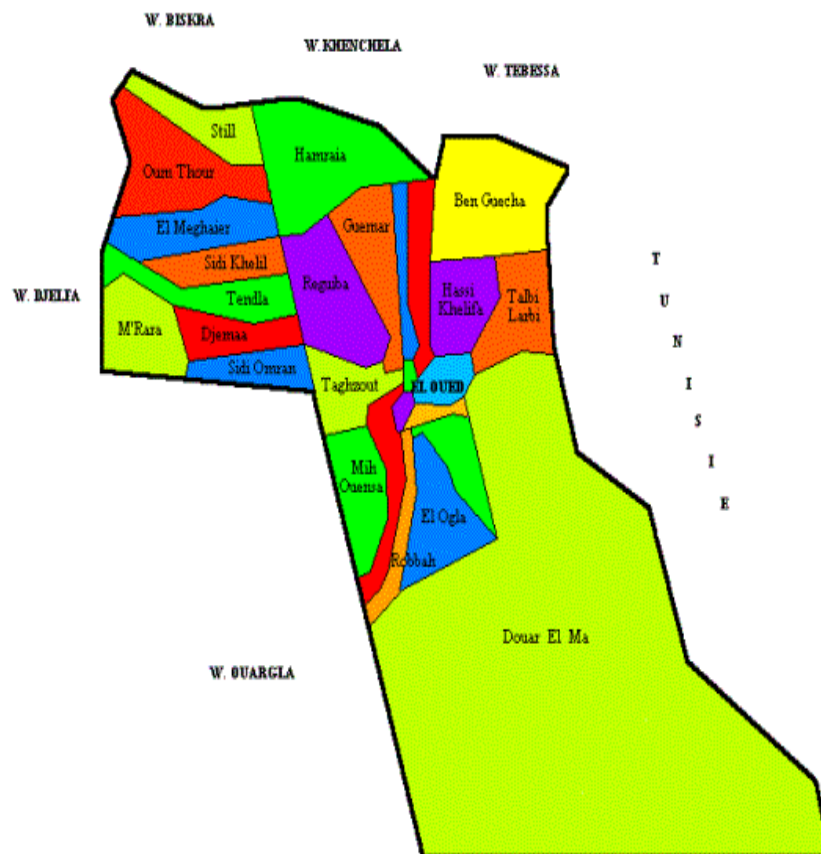 W. BISKRA
W. KHENCHELA
W. TEBESSA
Still
Hamraia
Oum Thour
Ben Guecha
El Meghaier
Guemar
Sidi Khelil
Reguiba
Hassi
Khelifa
Talbi
Larbi
T
U
N
I
S
I
E
W. DJELFA
Tendla
M'Rara
Djemaa
Sidi Omran
Taghzout
EL OUED
Mih
Ouensa
El Ogla
Robbah
Douar El Ma
W. OUARGLA